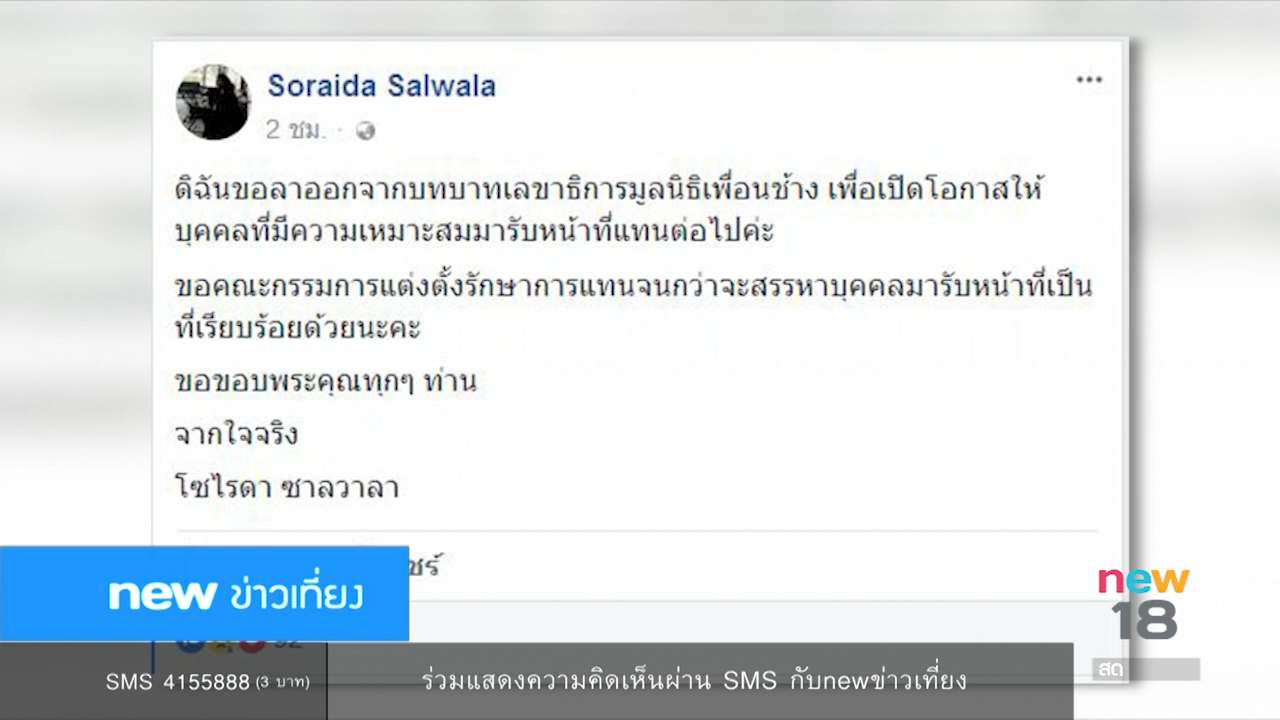 Soraida Salwala
2 ชม. ·
ดิฉันขอลาออกจากบทบาทเลขาธิการมูลนิธิเพื่อนช้าง เพื่อเปิดโอกาสให้
บุคคลที่มีความเหมาะสมมารับหน้าที่แทนต่อไปค่ะ
ขอคณะกรรมการแต่งตั้งรักษาการแทนจนกว่าจะสรรหาบุคคลมารับหน้าที่เป็น
ที่เรียบร้อยด้วยนะคะ
ขอขอบพระคุณทุกๆ ท่าน
จากใจจริง
โซไรดา ซาลวาลา
ชร์
new ข่าวเที่ยง
new
18
92
สด
SMS 4155888 (3 บาท)
ร่วมแสดงความคิดเห็นผ่าน SMS กับnewข่าวเที่ยง